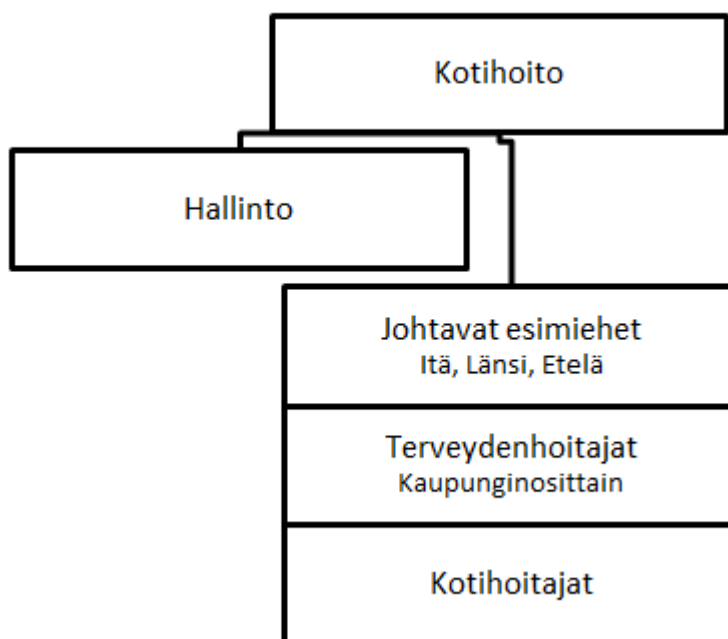 Kotihoito
Hallinto
Johtavat esimiehet
Itä, Länsi, Etelä
Terveydenhoitajat
Kaupunginosittain
Kotihoitajat